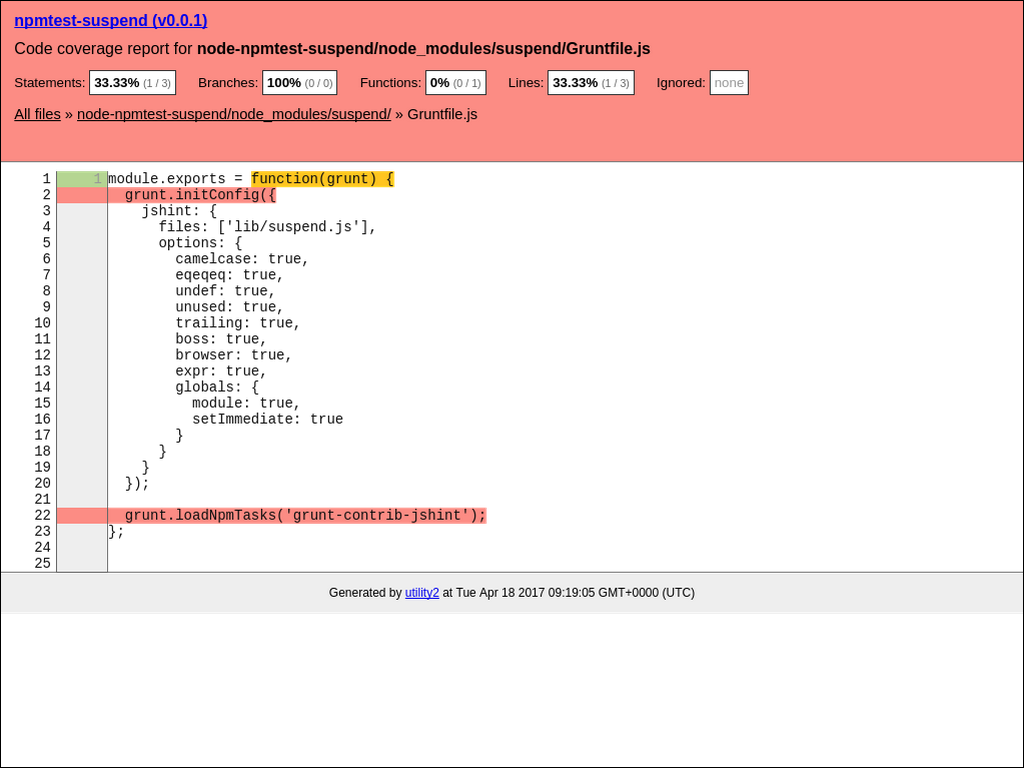 npmtest-suspend (v0.0.1)
Code coverage report for node-npmtest-suspend/node_modules/suspend/Gruntfile.js
Statements: 33.33% (1 / 3) Branches: 100% (0 / 0) Functions: 0% (0 / 1) Lines: 33.33% (1 / 3) Ignored: none
All files » node-npmtest-suspend/node_modules/suspend/ » Gruntfile.js
1 1 module.exports = function(grunt) {
2   grunt.initConfig({
3     jshint: {
4       files: ['lib/suspend.js'],
5       options: {
6         camelcase: true,
7         eqeqeq: true,
8         undef: true,
9         unused: true,
10         trailing: true,
11         boss: true,
12         browser: true,
13         expr: true,
14         globals: {
15           module: true,
16           setImmediate: true
17         }
18       }
19     }
20   });
21
22   grunt.loadNpmTasks('grunt-contrib-jshint');
23 };
24
25
Generated by utility2 at Tue Apr 18 2017 09:19:05 GMT+0000 (UTC)